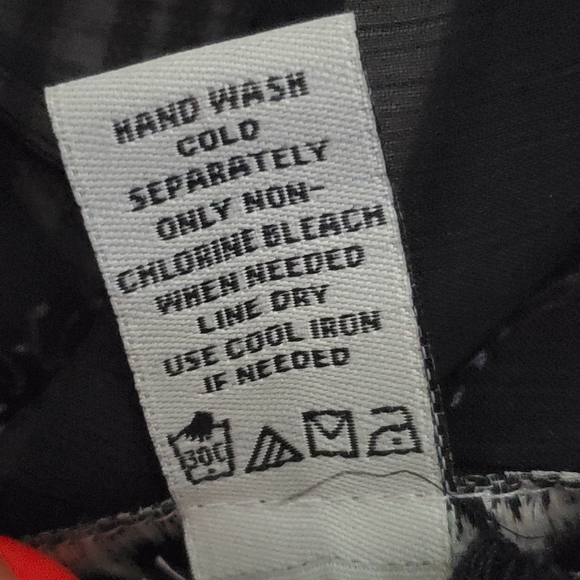 HAND WASH
COLD
SEPARATELY
ONLY NON-
CHLORINE BLEACH
WHEN NEEDED
LINE DRY
USE COOL IRON
IF NEEDED
30C